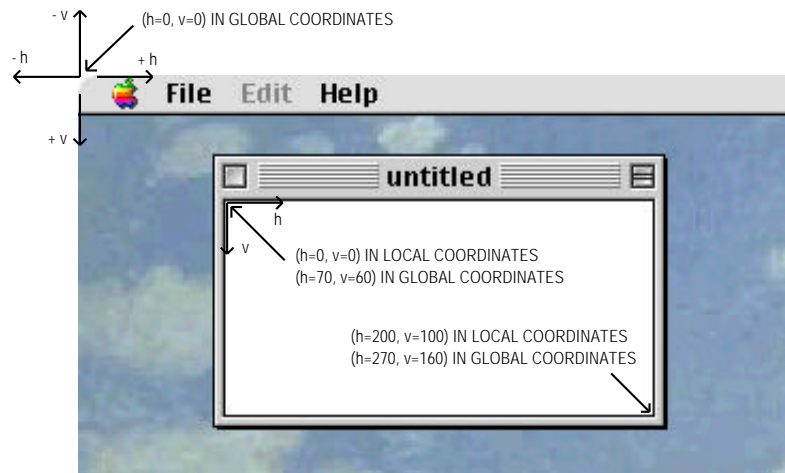 - v
(h=0, v=0) IN GLOBAL COORDINATES
- h
+ h
File Edit Help
+ v
untitled
h
v
(h=0, v=0) IN LOCAL COORDINATES
(h=70, v=60) IN GLOBAL COORDINATES
(h=200, v=100) IN LOCAL COORDINATES
(h=270, v=160) IN GLOBAL COORDINATES